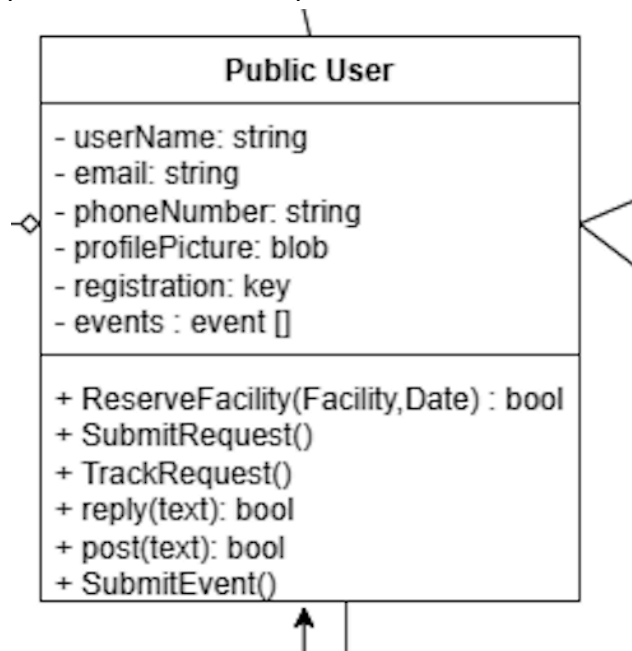 Public User
- userName: string
- email: string
- phoneNumber: string
- profilePicture: blob
- registration: key
- events : event []
+ ReserveFacility(Facility,Date) : bool
+ SubmitRequest()
+ TrackRequest()
+ reply(text): bool
+ post(text): bool
+ SubmitEvent()